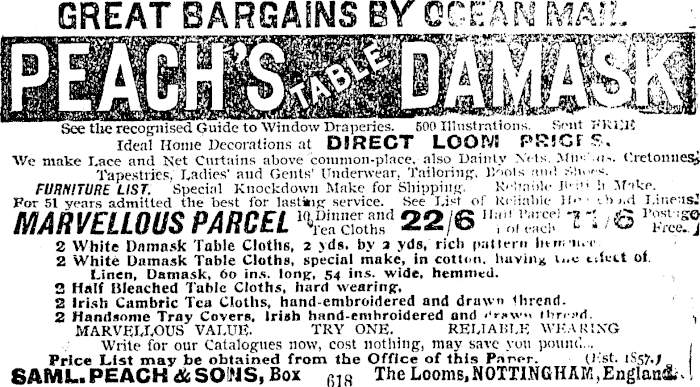 GREAT BARGAINS BY OCEAN MAIL.
PEACH'S TABLE DAMASK
See the recognised Guide to Window Draperies. 500 Illustrations. Sent FREE
Ideal Home Decorations at DIRECT LOOM PRICES.
We make Lace and Net Curtains above common-place, also Dainty Nets, Muslins, Cretonnes,
Tapestries, Ladies' and Gents' Underwear, Tailoring, Boots and Shoes.
FURNITURE LIST. Special Knockdown Make for Shipping. Reliable British Make.
For 51 years admitted the best for lasting service. See List of Reliable Household Linens.
MARVELLOUS PARCEL 10 Dinner and Tea Cloths 22/6 Half Parcel 1 of each 11/6 Postage Free.
2 White Damask Table Cloths, 2 yds. by 2 yds, rich pattern
2 White Damask Table Cloths, special make, in cotton, having the effect of
Linen, Damask, 60 ins. long, 54 ins. wide, hemmed.
2 Half Bleached Table Cloths, hard wearing,
2 Irish Cambric Tea Cloths, hand-embroidered and drawn thread.
2 Handsome Tray Covers, Irish hand-embroidered and drawn thread.
MARVELLOUS VALUE. TRY ONE. RELIABLE WEARING
Write for our Catalogues now, cost nothing, may save you pound...
Price List may be obtained from the Office of this Paper. (Est. 1857.)
SAML. PEACH & SONS, Box 618 The Looms, NOTTINGHAM, England.